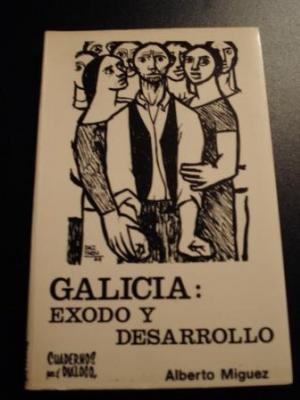 GALICIA:
EXODO Y
DESARROLLO
CUADERNOS
para el DIALOGO
Alberto Miguez